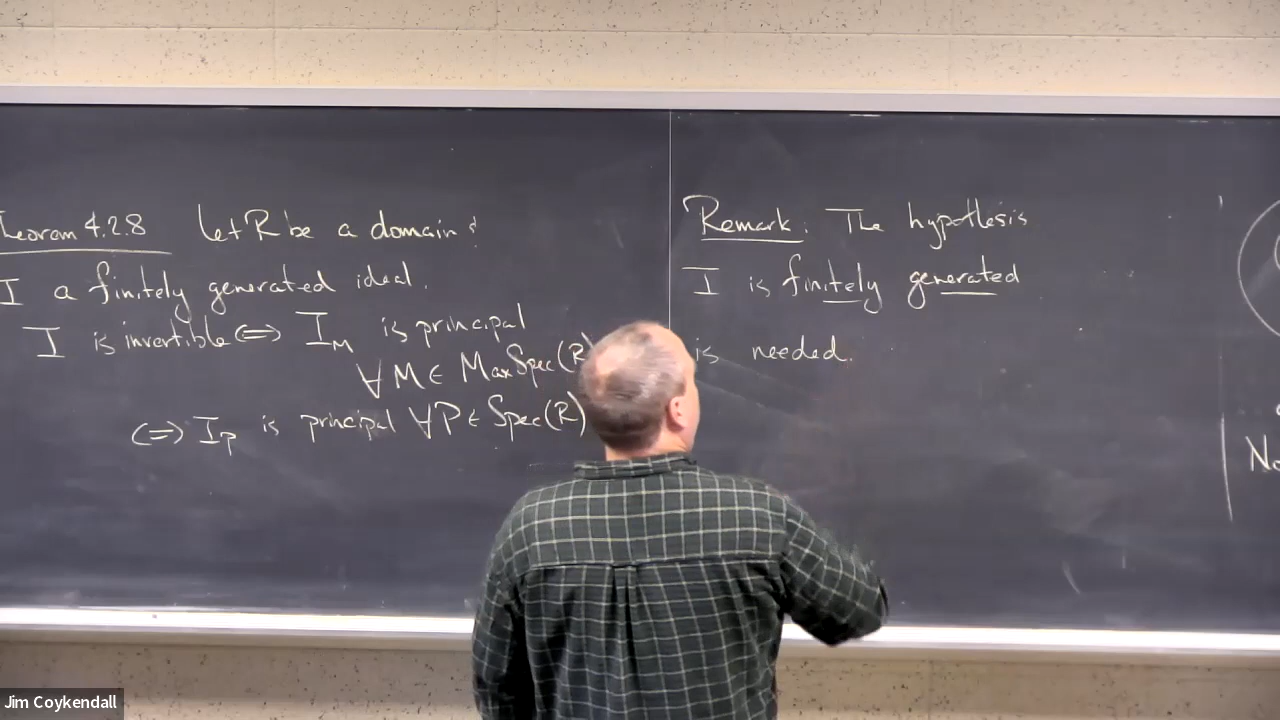 Theorem 4.2.8 Let R be a domain &
I a finitely generated ideal.
I is invertible ⇔ I_M is principal
∀M ∈ MaxSpec(R)
⇔ I_P is principal ∀P ∈ Spec(R)
Remark: The hypothesis
I is finitely generated
is needed.
Jim Coykendall